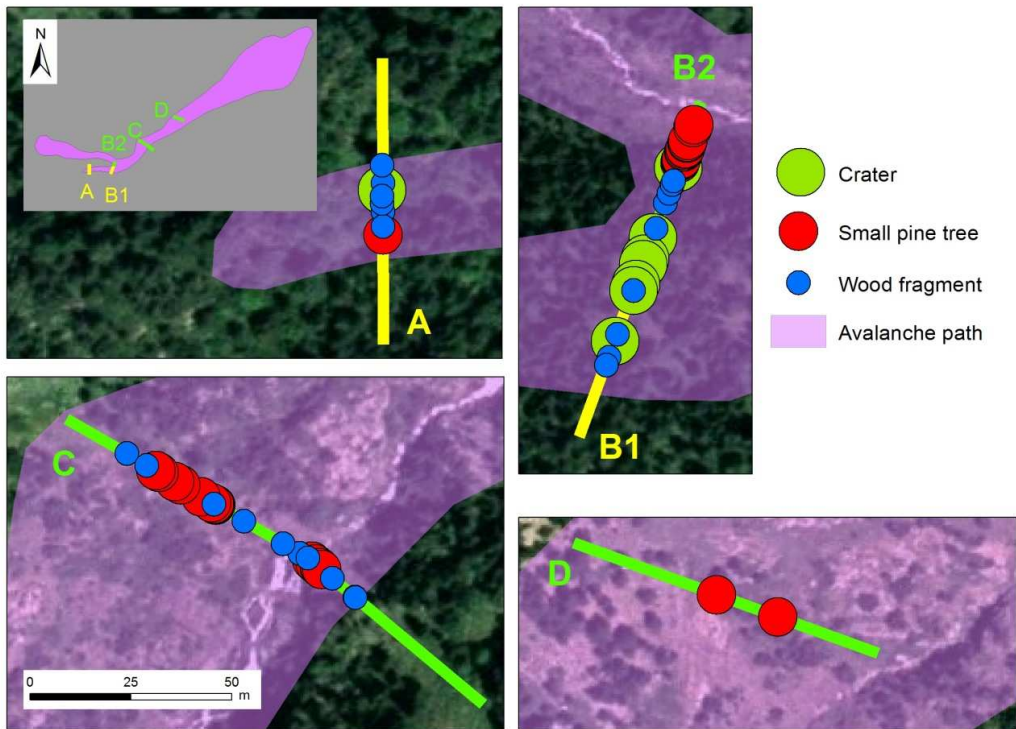 N
D
C
B2
A
B1
A
B2
B1
Crater
Small pine tree
Wood fragment
Avalanche path
C
0 25 50
m
D